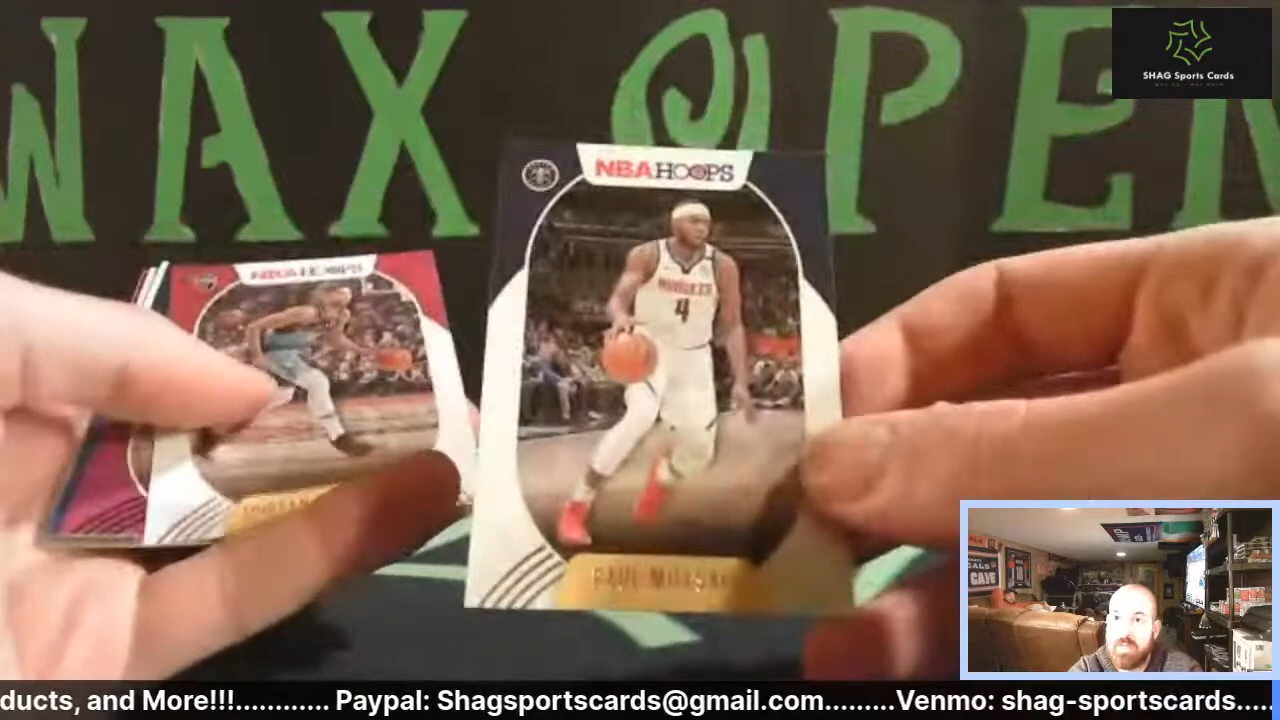 WAX OPEN
SHAG Sports Cards
NBA HOOPS
NBA HOOPS
NUGGETS
4
PAUL MILLSAP
CAVE
ducts, and More!!!............ Paypal: Shagsportscards@gmail.com.........Venmo: shag-sportscards.....